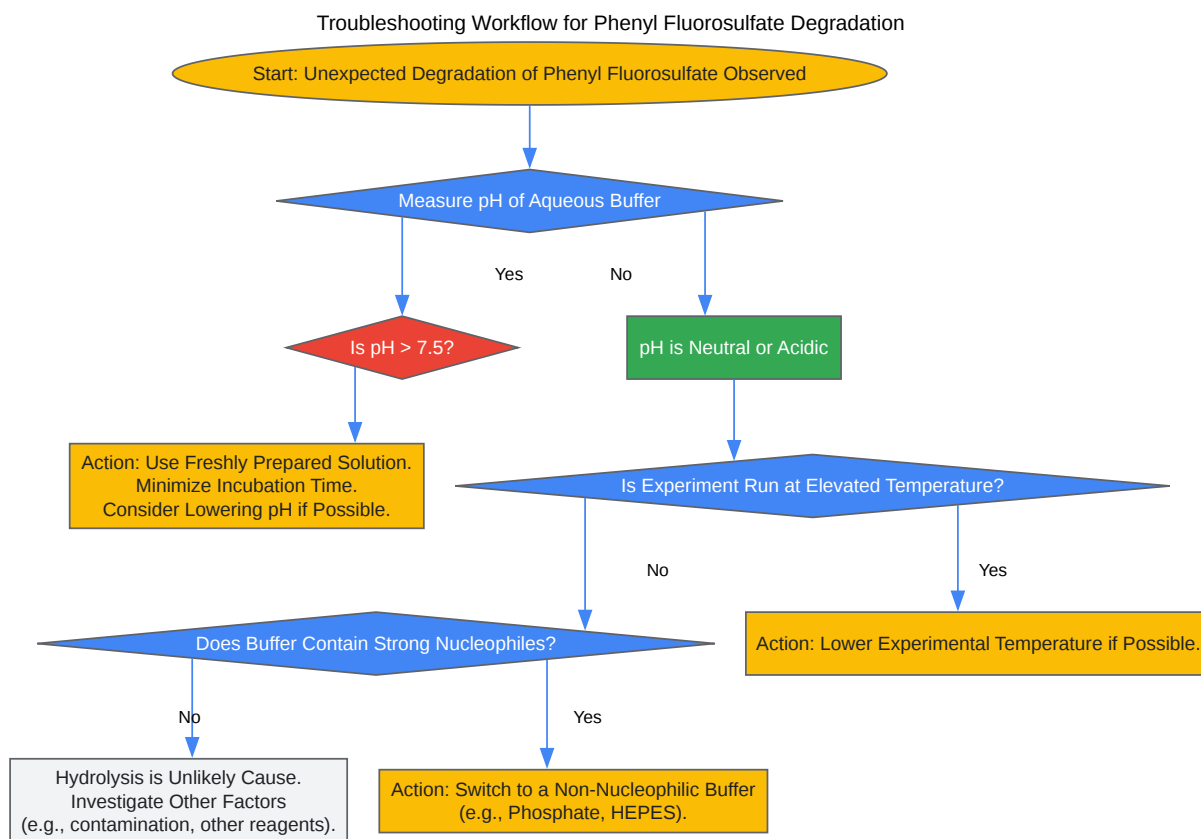 Troubleshooting Workflow for Phenyl Fluorosulfate Degradation
Start: Unexpected Degradation of Phenyl Fluorosulfate Observed
Measure pH of Aqueous Buffer
Yes
No
Is pH > 7.5?
pH is Neutral or Acidic
Action: Use Freshly Prepared Solution.
Minimize Incubation Time.
Consider Lowering pH if Possible.
Is Experiment Run at Elevated Temperature?
No
Yes
Does Buffer Contain Strong Nucleophiles?
Action: Lower Experimental Temperature if Possible.
No
Yes
Hydrolysis is Unlikely Cause.
Investigate Other Factors
(e.g., contamination, other reagents).
Action: Switch to a Non-Nucleophilic Buffer
(e.g., Phosphate, HEPES).